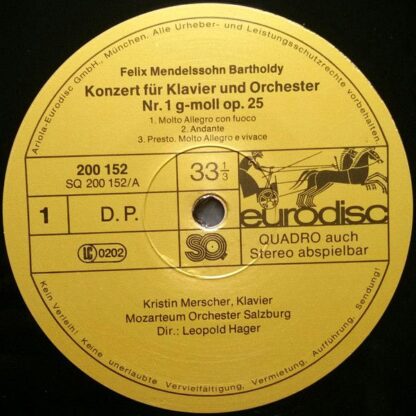 Ariola-Eurodisc GmbH., München. Alle Urheber- und Leistungsschutzrechte vorbehalten.
Felix Mendelssohn Bartholdy
Konzert für Klavier und Orchester
Nr. 1 g-moll op. 25
1. Molto Allegro con fuoco
2. Andante
3. Presto. Molto Allegro e vivace
200 152
SQ 200 152/A
33 1/3
1
D. P.
eurodisc
LC 0202
SQ
QUADRO auch
Stereo abspielbar
Kristin Merscher, Klavier
Mozarteum Orchester Salzburg
Dir.: Leopold Hager
Kein Verleih! Keine unerlaubte Vervielfältigung, Vermietung, Aufführung, Sendung!